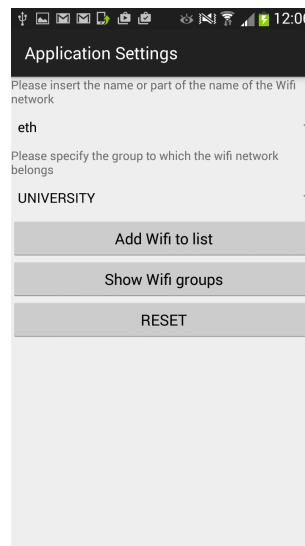 12:06
Application Settings
Please insert the name or part of the name of the Wifi
network
eth
Please specify the group to which the wifi network
belongs
UNIVERSITY
Add Wifi to list
Show Wifi groups
RESET